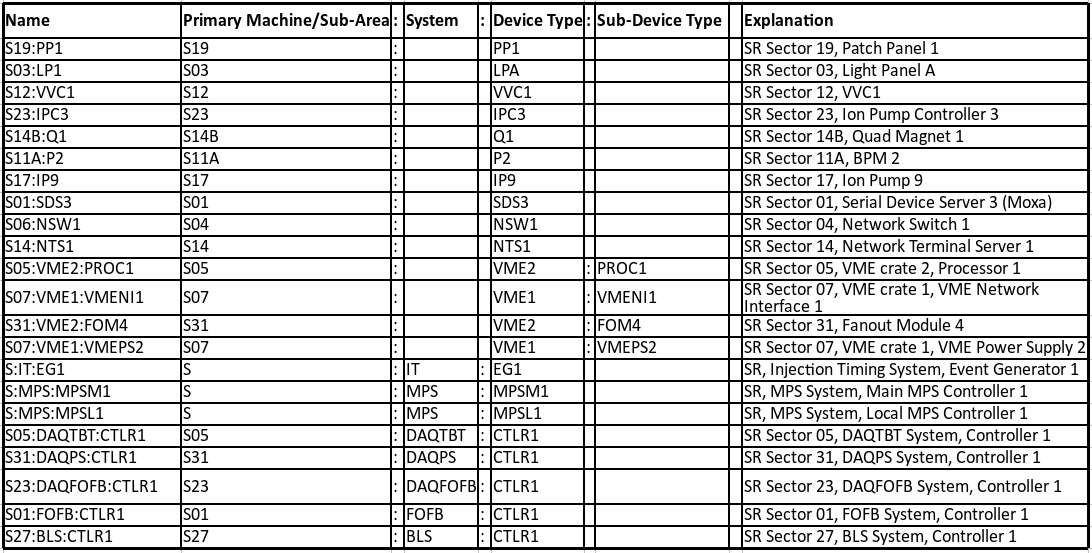 Name Primary Machine/Sub-Area : System : Device Type : Sub-Device Type Explanation
S19:PP1 S19 : PP1 SR Sector 19, Patch Panel 1
S03:LP1 S03 : LPA SR Sector 03, Light Panel A
S12:VVC1 S12 : VVC1 SR Sector 12, VVC1
S23:IPC3 S23 : IPC3 SR Sector 23, Ion Pump Controller 3
S14B:Q1 S14B : Q1 SR Sector 14B, Quad Magnet 1
S11A:P2 S11A : P2 SR Sector 11A, BPM 2
S17:IP9 S17 : IP9 SR Sector 17, Ion Pump 9
S01:SDS3 S01 : SDS3 SR Sector 01, Serial Device Server 3 (Moxa)
S06:NSW1 S04 : NSW1 SR Sector 04, Network Switch 1
S14:NTS1 S14 : NTS1 SR Sector 14, Network Terminal Server 1
S05:VME2:PROC1 S05 : VME2 : PROC1 SR Sector 05, VME crate 2, Processor 1
S07:VME1:VMENI1 S07 : VME1 : VMENI1 SR Sector 07, VME crate 1, VME Network
Interface 1
S31:VME2:FOM4 S31 : VME2 : FOM4 SR Sector 31, Fanout Module 4
S07:VME1:VMEPS2 S07 : VME1 : VMEPS2 SR Sector 07, VME crate 1, VME Power Supply 2
S:IT:EG1 S : IT : EG1 SR, Injection Timing System, Event Generator 1
S:MPS:MPSM1 S : MPS : MPSM1 SR, MPS System, Main MPS Controller 1
S:MPS:MPSL1 S : MPS : MPSL1 SR, MPS System, Local MPS Controller 1
S05:DAQTBT:CTLR1 S05 : DAQTBT : CTLR1 SR Sector 05, DAQTBT System, Controller 1
S31:DAQPS:CTLR1 S31 : DAQPS : CTLR1 SR Sector 31, DAQPS System, Controller 1
S23:DAQFOFB:CTLR1 S23 : DAQFOFB : CTLR1 SR Sector 23, DAQFOFB System, Controller 1
S01:FOFB:CTLR1 S01 : FOFB : CTLR1 SR Sector 01, FOFB System, Controller 1
S27:BLS:CTLR1 S27 : BLS : CTLR1 SR Sector 27, BLS System, Controller 1